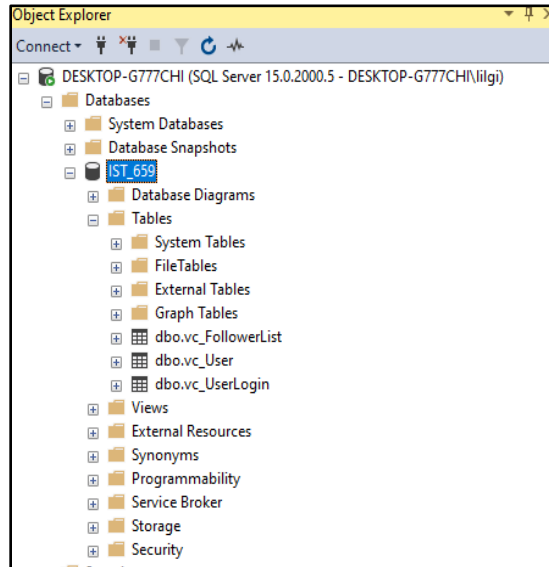 Object Explorer
Connect
DESKTOP-G777CHI (SQL Server 15.0.2000.5 - DESKTOP-G777CHI\lilgi)
Databases
System Databases
Database Snapshots
IST_659
Database Diagrams
Tables
System Tables
FileTables
External Tables
Graph Tables
dbo.vc_FollowerList
dbo.vc_User
dbo.vc_UserLogin
Views
External Resources
Synonyms
Programmability
Service Broker
Storage
Security